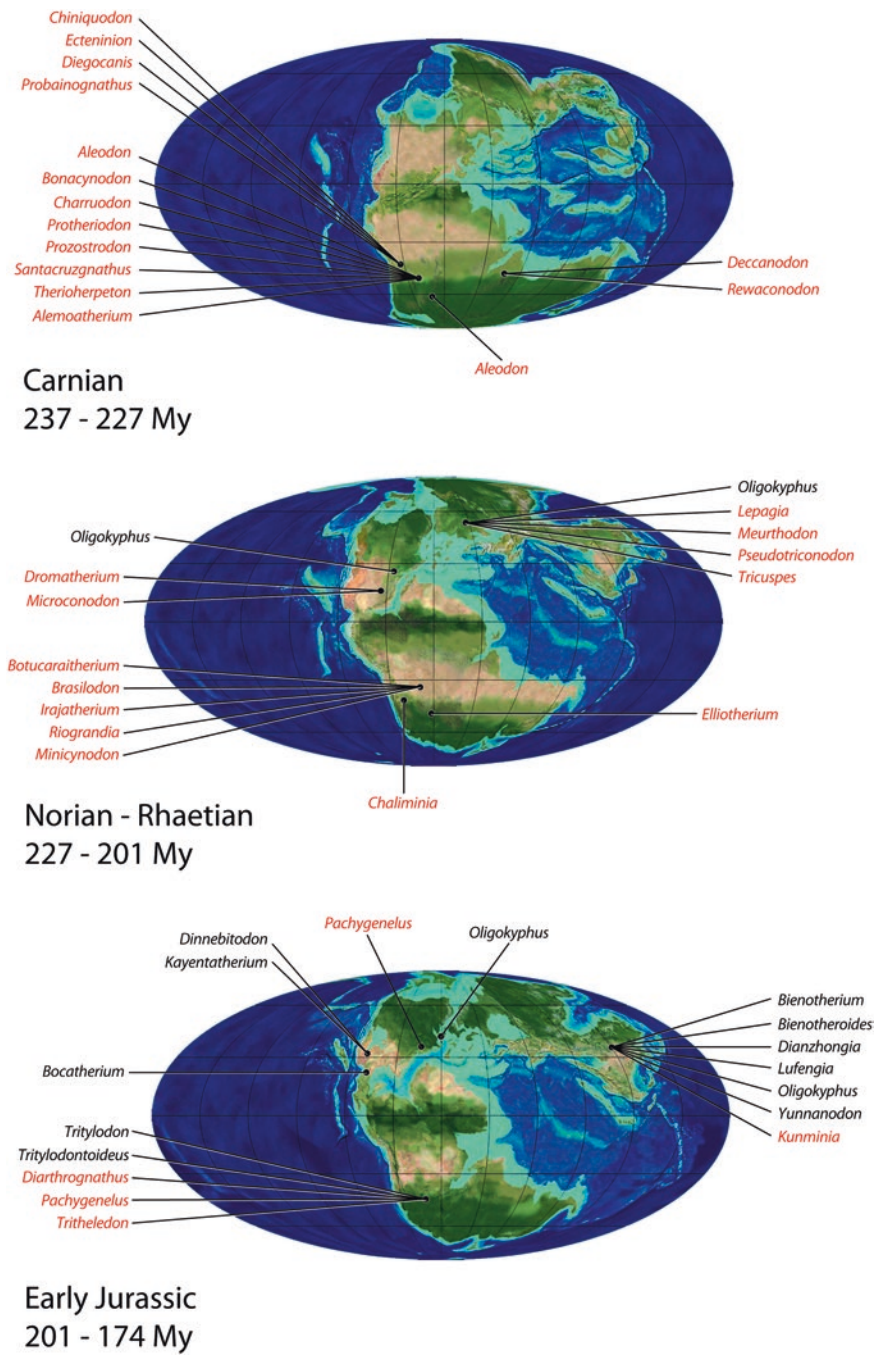 Chiniquodon
Ecteninion
Diegocanis
Probainognathus
Aleodon
Bonacynodon
Charruodon
Protheriodon
Prozostrodon
Santacruzgnathus
Therioherpeton
Alemoatherium
Deccanodon
Rewaconodon
Aleodon
Carnian
237 - 227 My
Oligokyphus
Dromatherium
Microconodon
Botucaraitherium
Brasilodon
Irajatherium
Riograndia
Minicynodon
Oligokyphus
Lepagia
Meurthodon
Pseudotriconodon
Tricuspes
Elliotherium
Chaliminia
Norian - Rhaetian
227 - 201 My
Pachygenelus
Oligokyphus
Dinnebitodon
Kayentatherium
Bocatherium
Tritylodon
Tritylodontoideus
Diarthrognathus
Pachygenelus
Tritheledon
Bienotherium
Bienotheroides
Dianzhongia
Lufengia
Oligokyphus
Yunnanodon
Kunminia
Early Jurassic
201 - 174 My